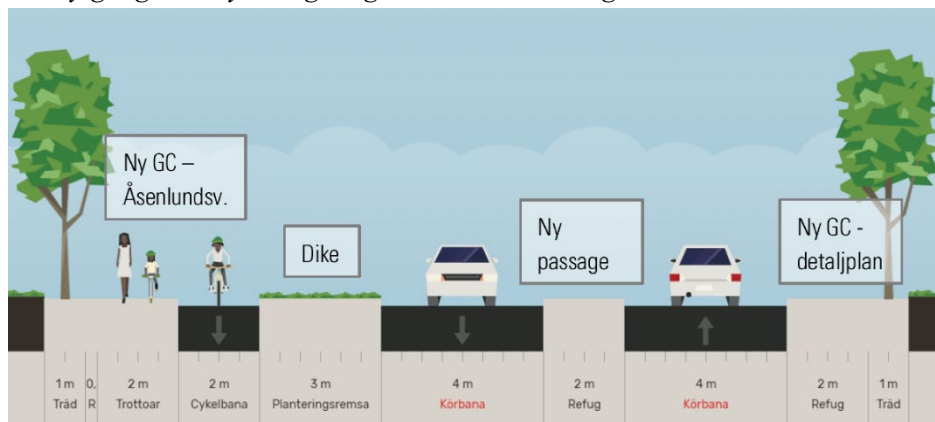 Ny GC –
Åsenlundsv.
Dike
Ny
passage
Ny GC -
detaljplan
1 m 0, 2 m 2 m 3 m 4 m 2 m 4 m 2 m 1 m
Träd R Trottoar Cykelbana Planteringsremsa Körbana Refug Körbana Refug Träd